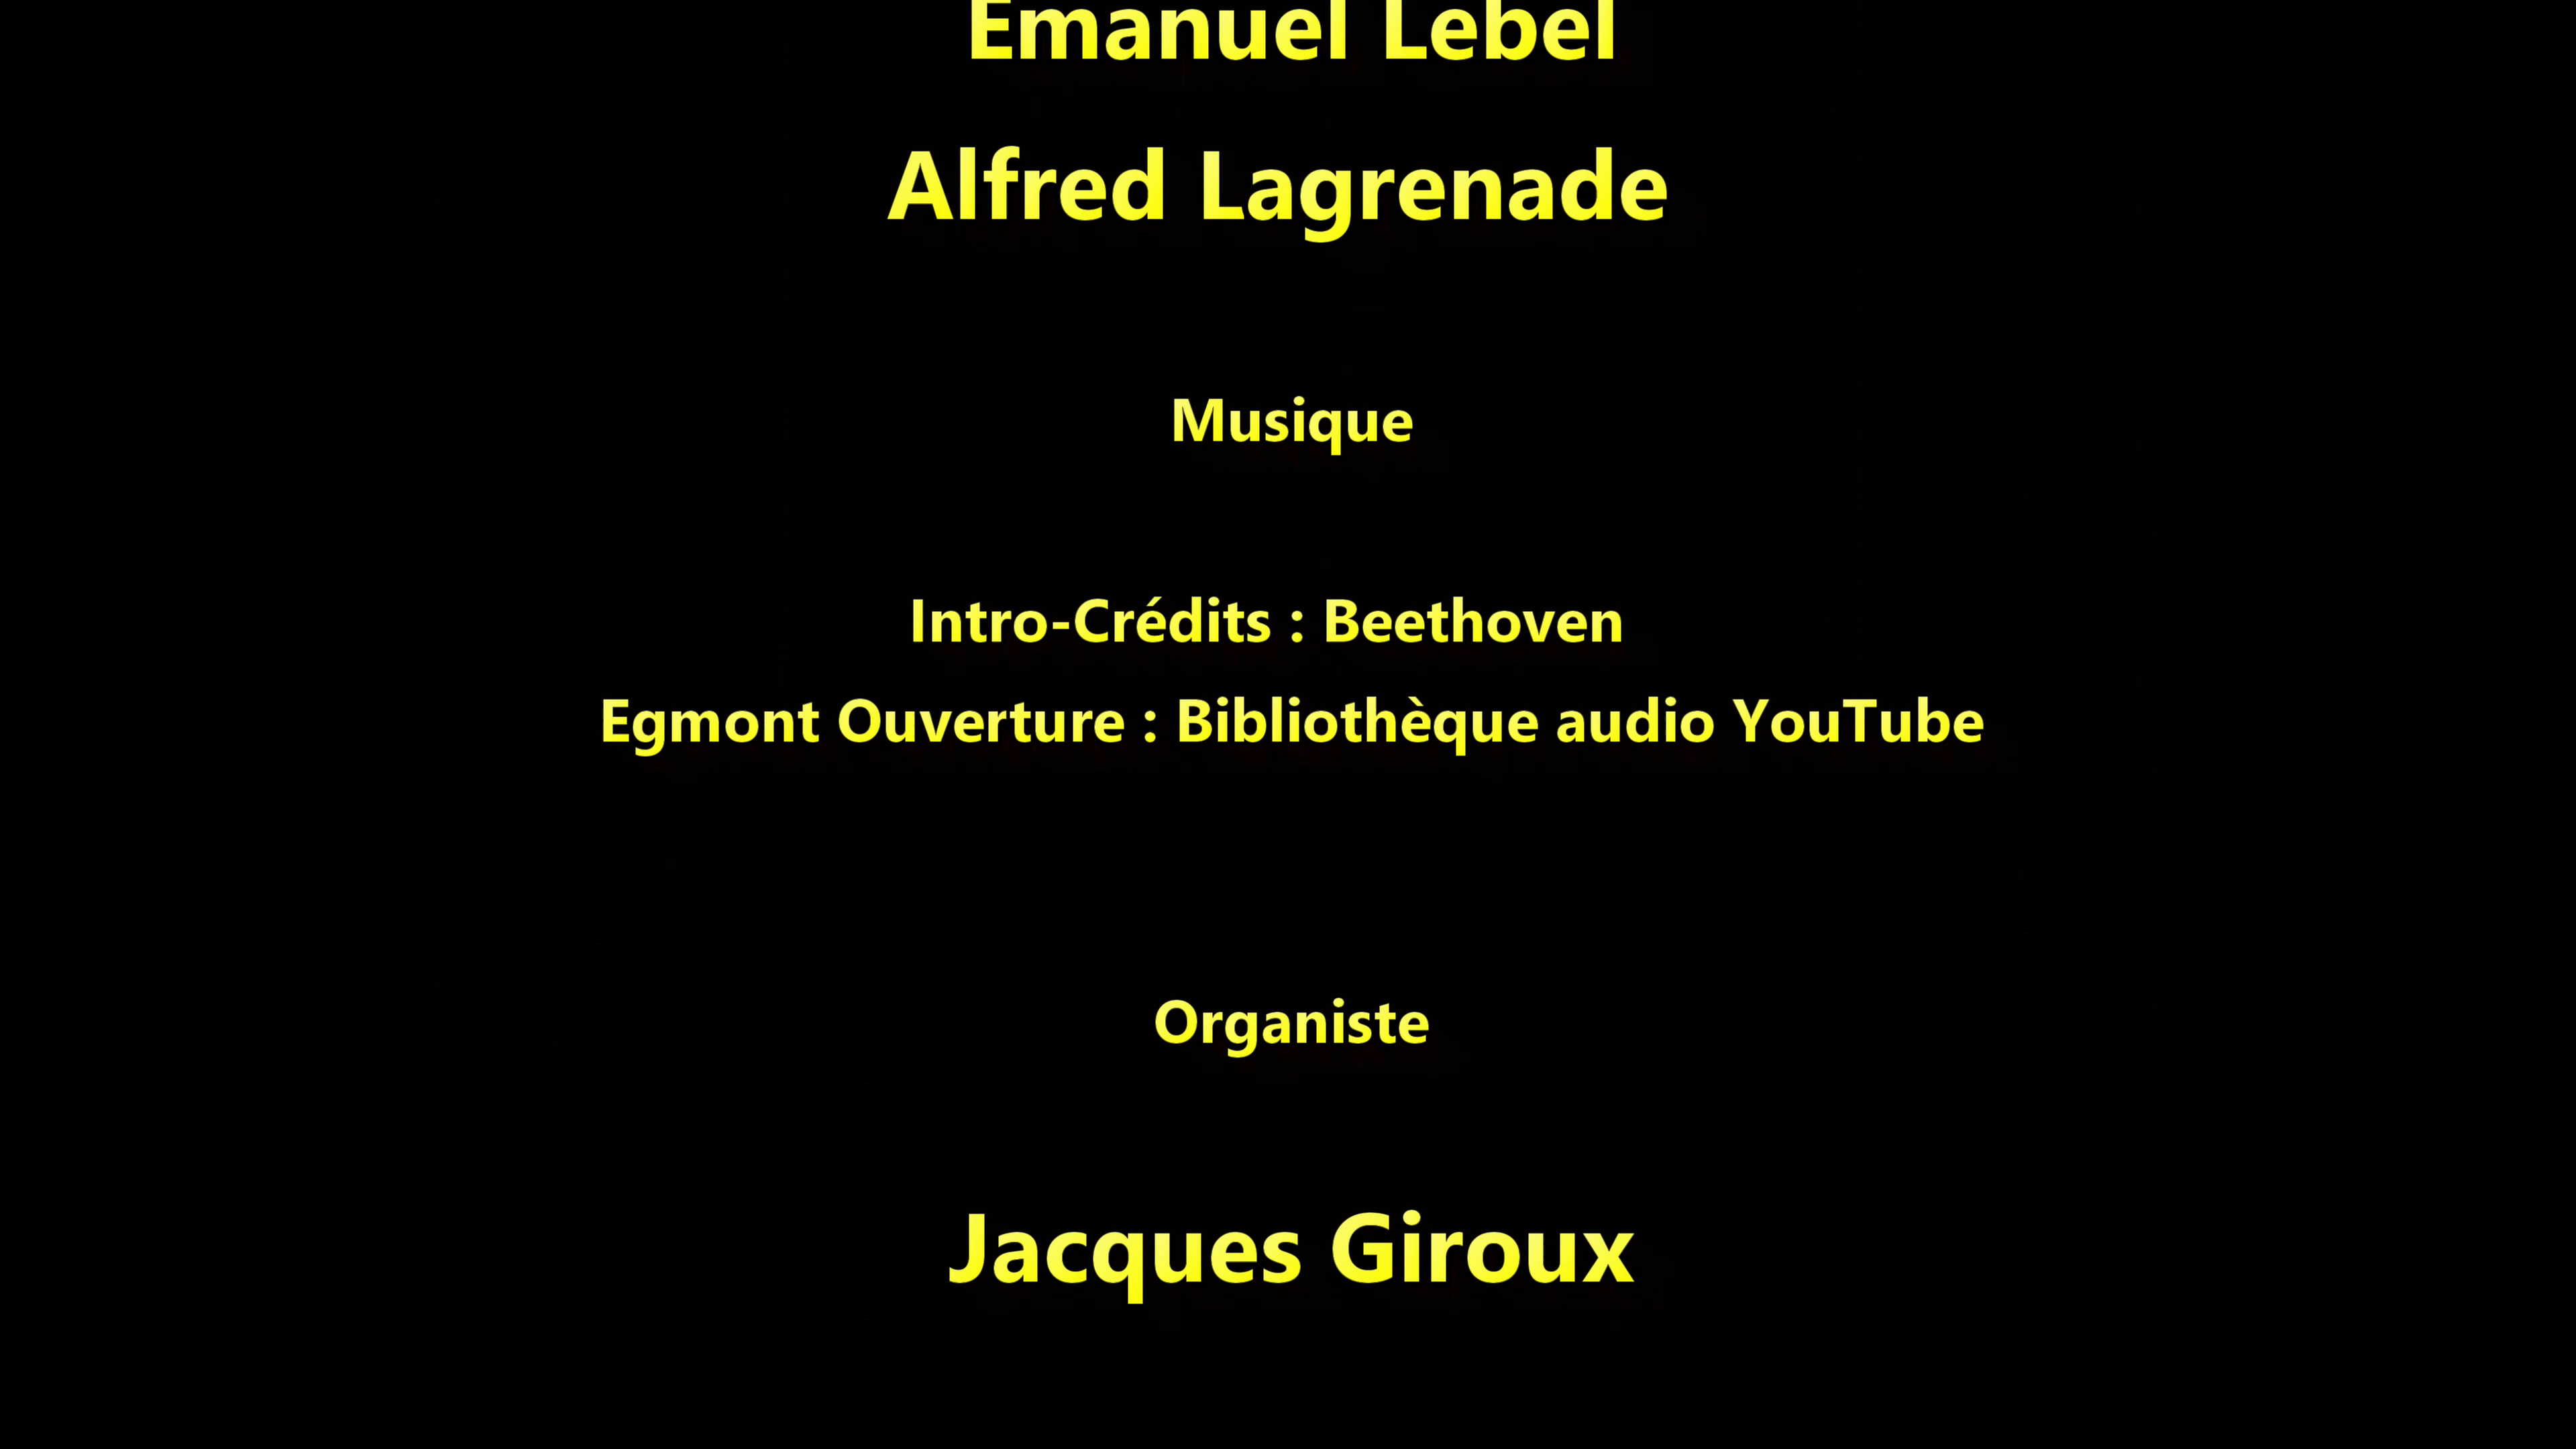 Emanuel Lebel
Alfred Lagrenade
Musique
Intro-Crédits : Beethoven
Egmont Ouverture : Bibliothèque audio YouTube
Organiste
Jacques Giroux